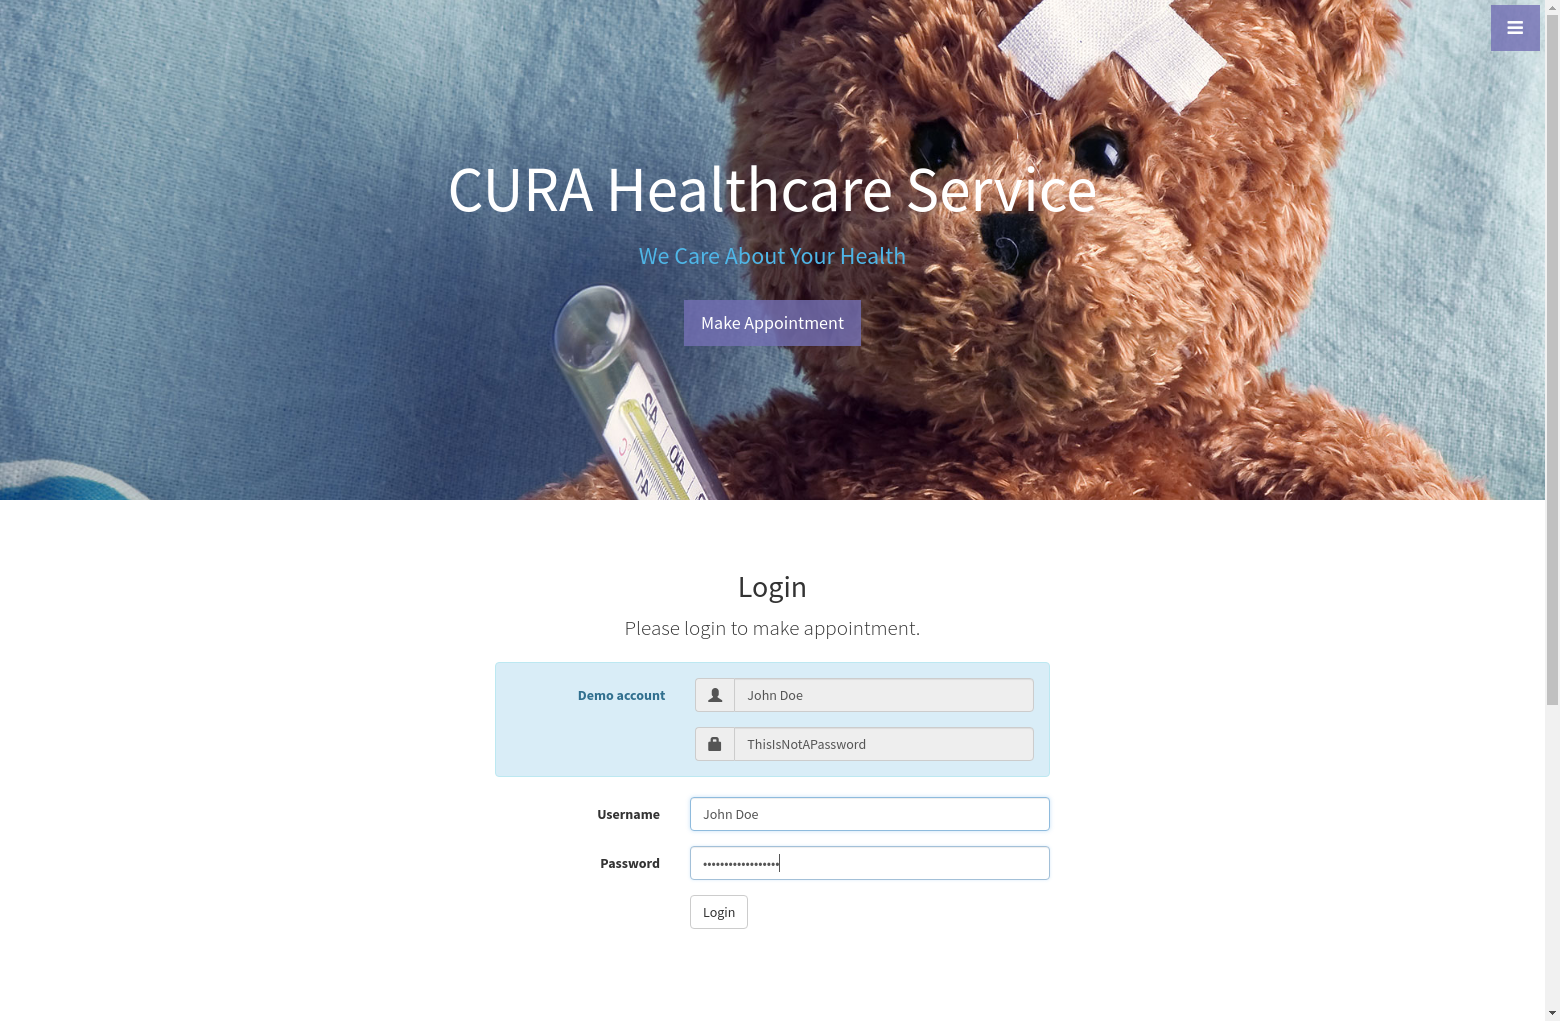 CURA Healthcare Service
We Care About Your Health
Make Appointment
Login
Please login to make appointment.
Demo account
John Doe
ThisIsNotAPassword
Username
John Doe
Password
••••••••••••••••••
Login